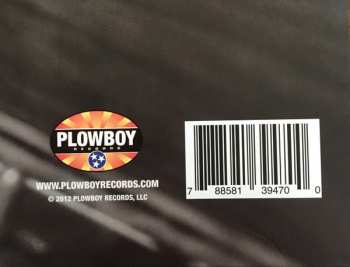 PLOWBOY
RECORDS
WWW.PLOWBOYRECORDS.COM
© 2012 PLOWBOY RECORDS, LLC
7 88581 39470 0